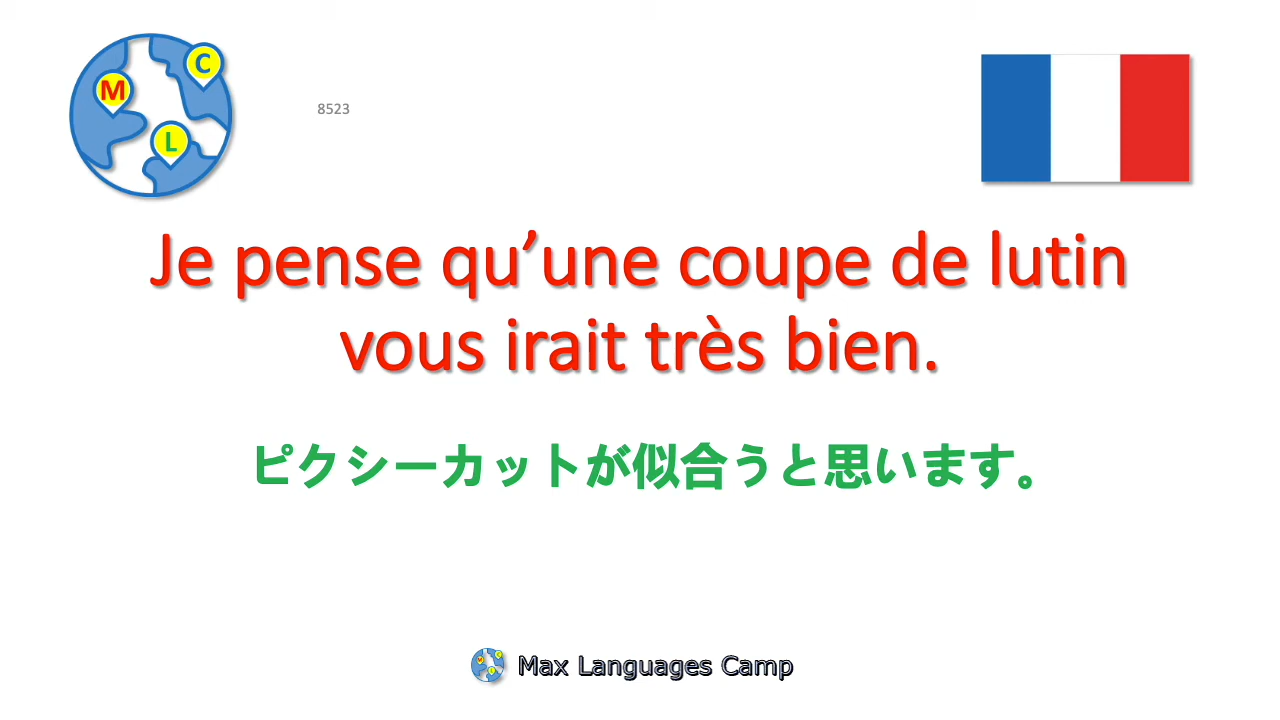 M
C
L
8523
Je pense qu’une coupe de lutin
vous irait très bien.
ピクシーカットが似合うと思います。
Max Languages Camp